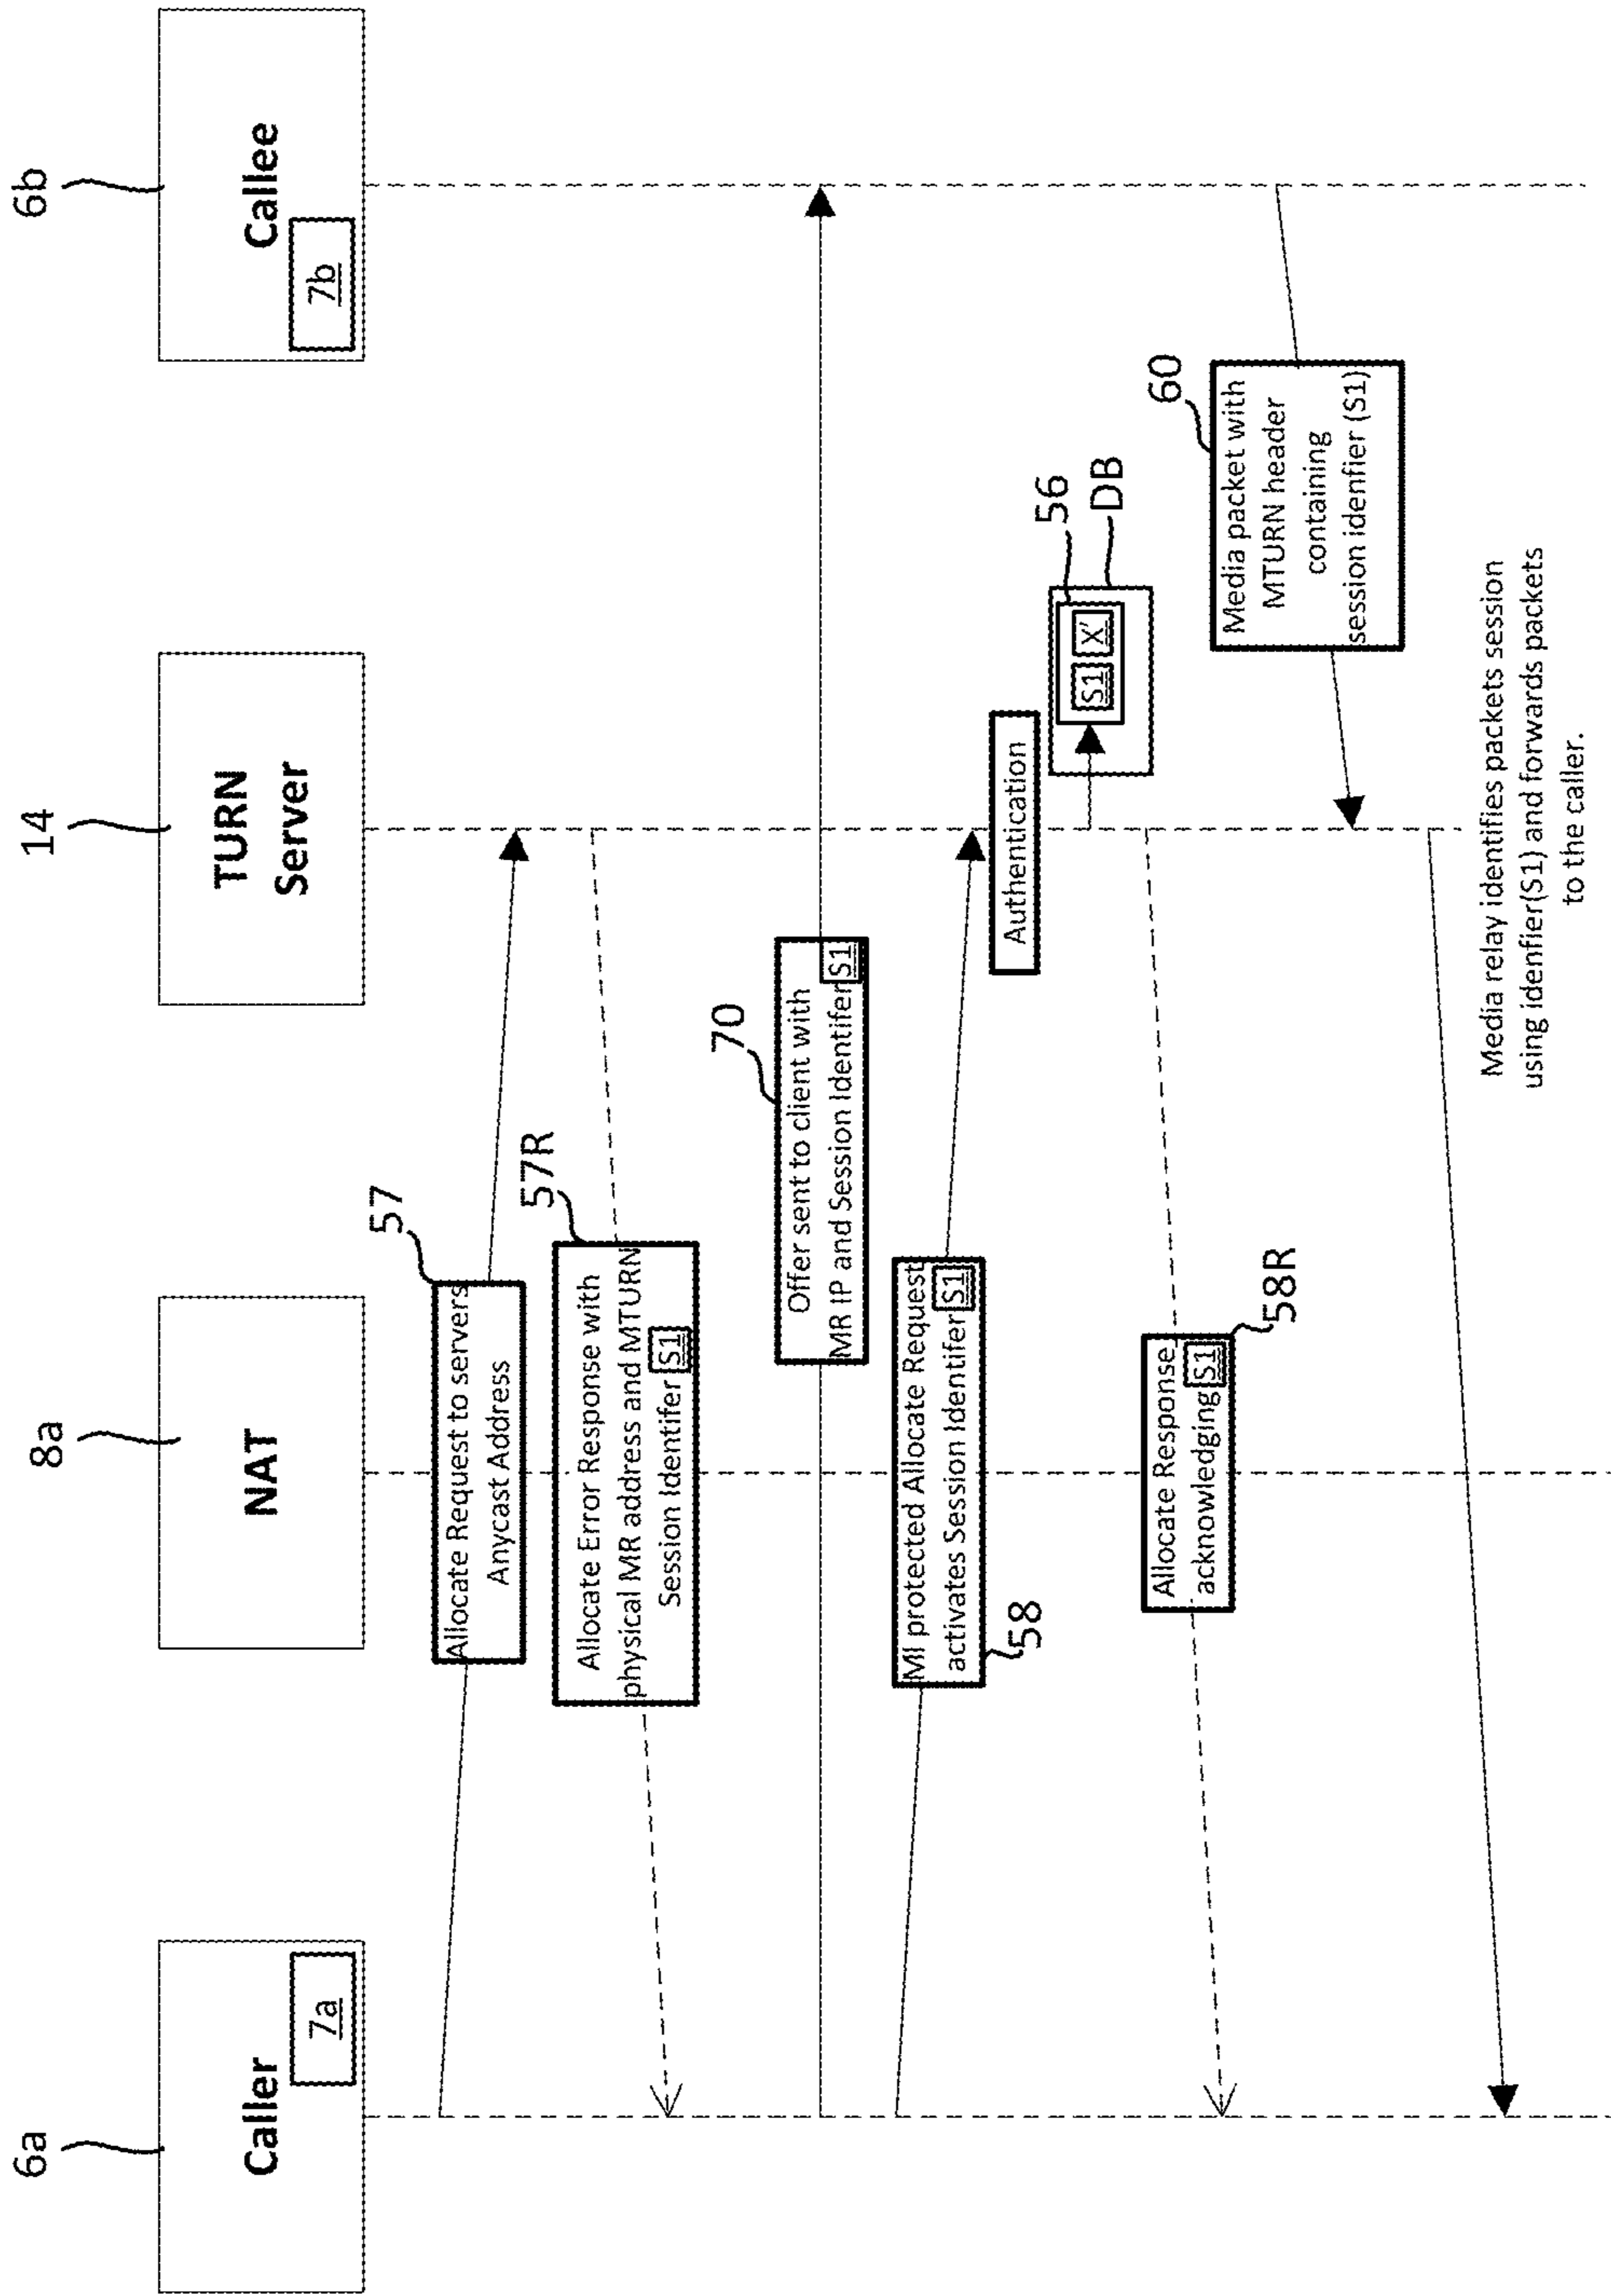 6a
8a
14
6b
Caller
7a
NAT
TURN
Server
Callee
7b
57
Allocate Request to servers
Anycast Address
57R
Allocate Error Response with
physical MR address and MTURN
Session Identifer S1
70
Offer sent to client with
MR IP and Session Identifer S1
MI protected Allocate Request
activates Session Identifer S1
58
Authentication
56
DB
S1 X'
Allocate Response
acknowledging S1
58R
60
Media packet with
MTURN header
containing
session idenfier (S1)
Media relay identifies packets session
using idenfier(S1) and forwards packets
to the caller.